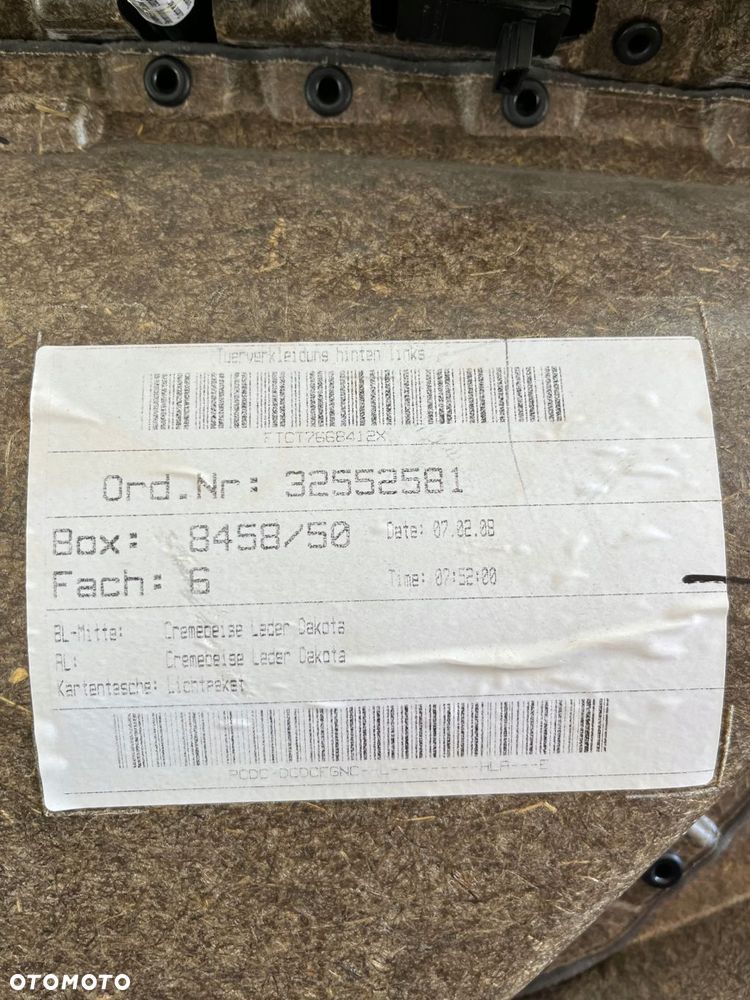 Tuerverkleidung hinten links
FTCT7668412X
Ord.Nr: 32552581
Box: 8458/50
Date: 07.02.08
Fach: 6
Time: 07:52:00
BL-Mitte: Cremebeige Leder Dakota
AL: Cremebeige Leder Dakota
Kartentasche: Lichtpaket
OTOMOTO